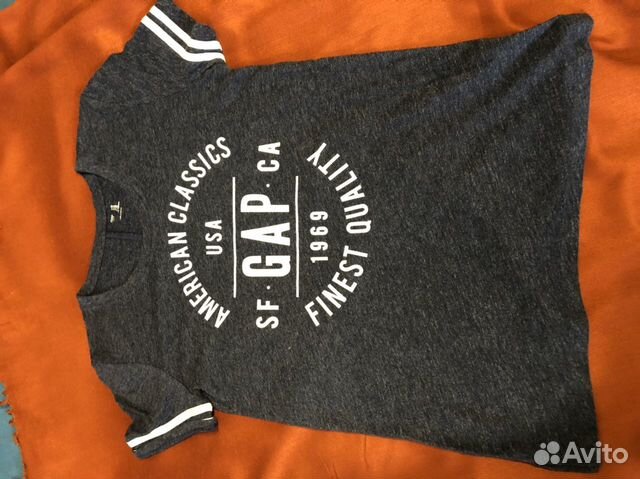 AMERICAN CLASSICS
USA
SF · GAP · CA
1969
FINEST QUALITY
Avito